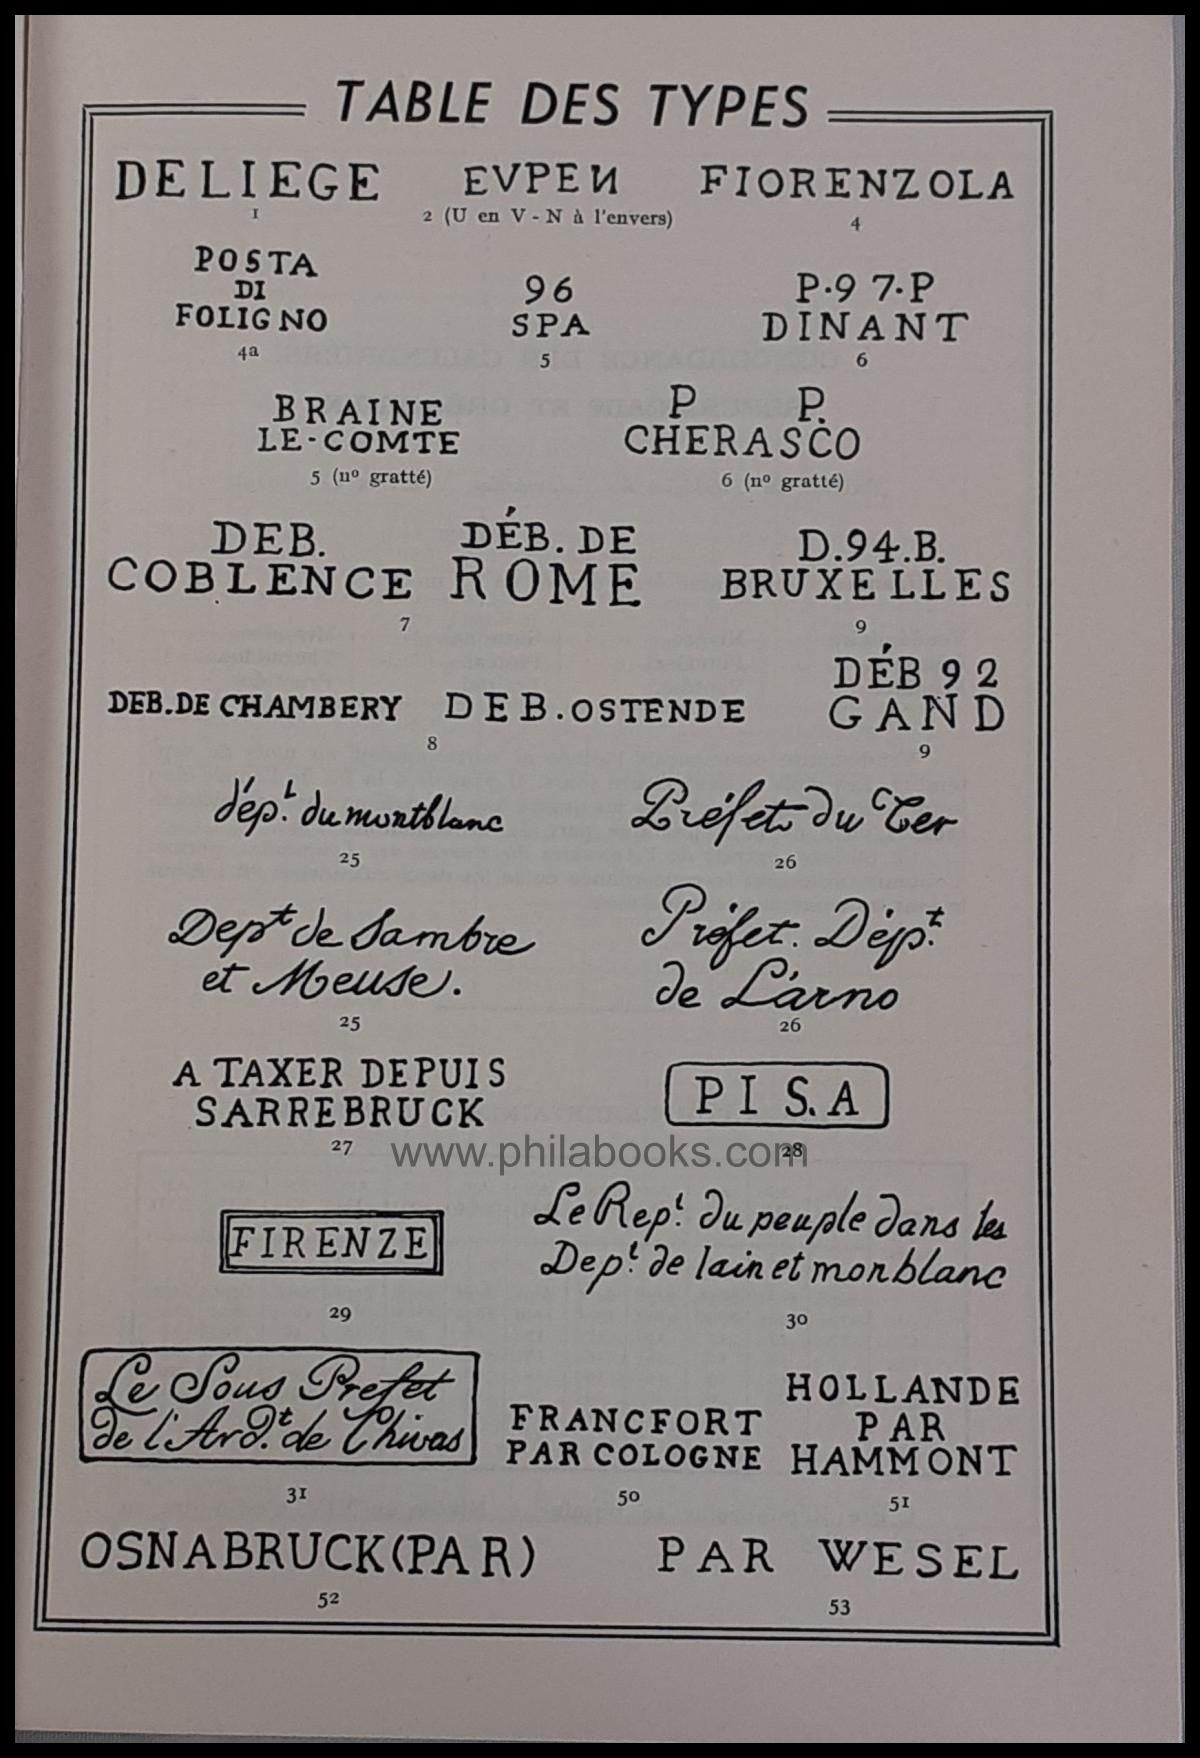 TABLE DES TYPES
DELIEGE EVPEN FIORENZOLA
1 2 (U en V - N à l'envers) 4
POSTA
DI
FOLIGNO
4a
96
SPA
5
P.97.P
DINANT
6
BRAINE
LE-COMTE
5 (nº gratté)
P P.
CHERASCO
6 (nº gratté)
DEB.
COBLENCE
DÉB. DE
ROME
7
D.94.B.
BRUXELLES
9
DEB.DE CHAMBERY DEB.OSTENDE
8
DÉB 92
GAND
9
dép.t du montblanc
25
Préfet du Ter
26
Dept de Sambre
et Meuse.
25
Préfet. Dépt.
de L'arno
26
A TAXER DEPUIS
SARREBRUCK
27
PIS.A
28
www.philabooks.com
FIRENZE
29
Le Rept. du peuple dans les
Dept. de lain et monblanc
30
Le Sous Prefet
de l'Ardt. de Chivas
31
FRANCFORT
PAR COLOGNE
50
HOLLANDE
PAR
HAMMONT
51
OSNABRUCK(PAR)
52
PAR WESEL
53